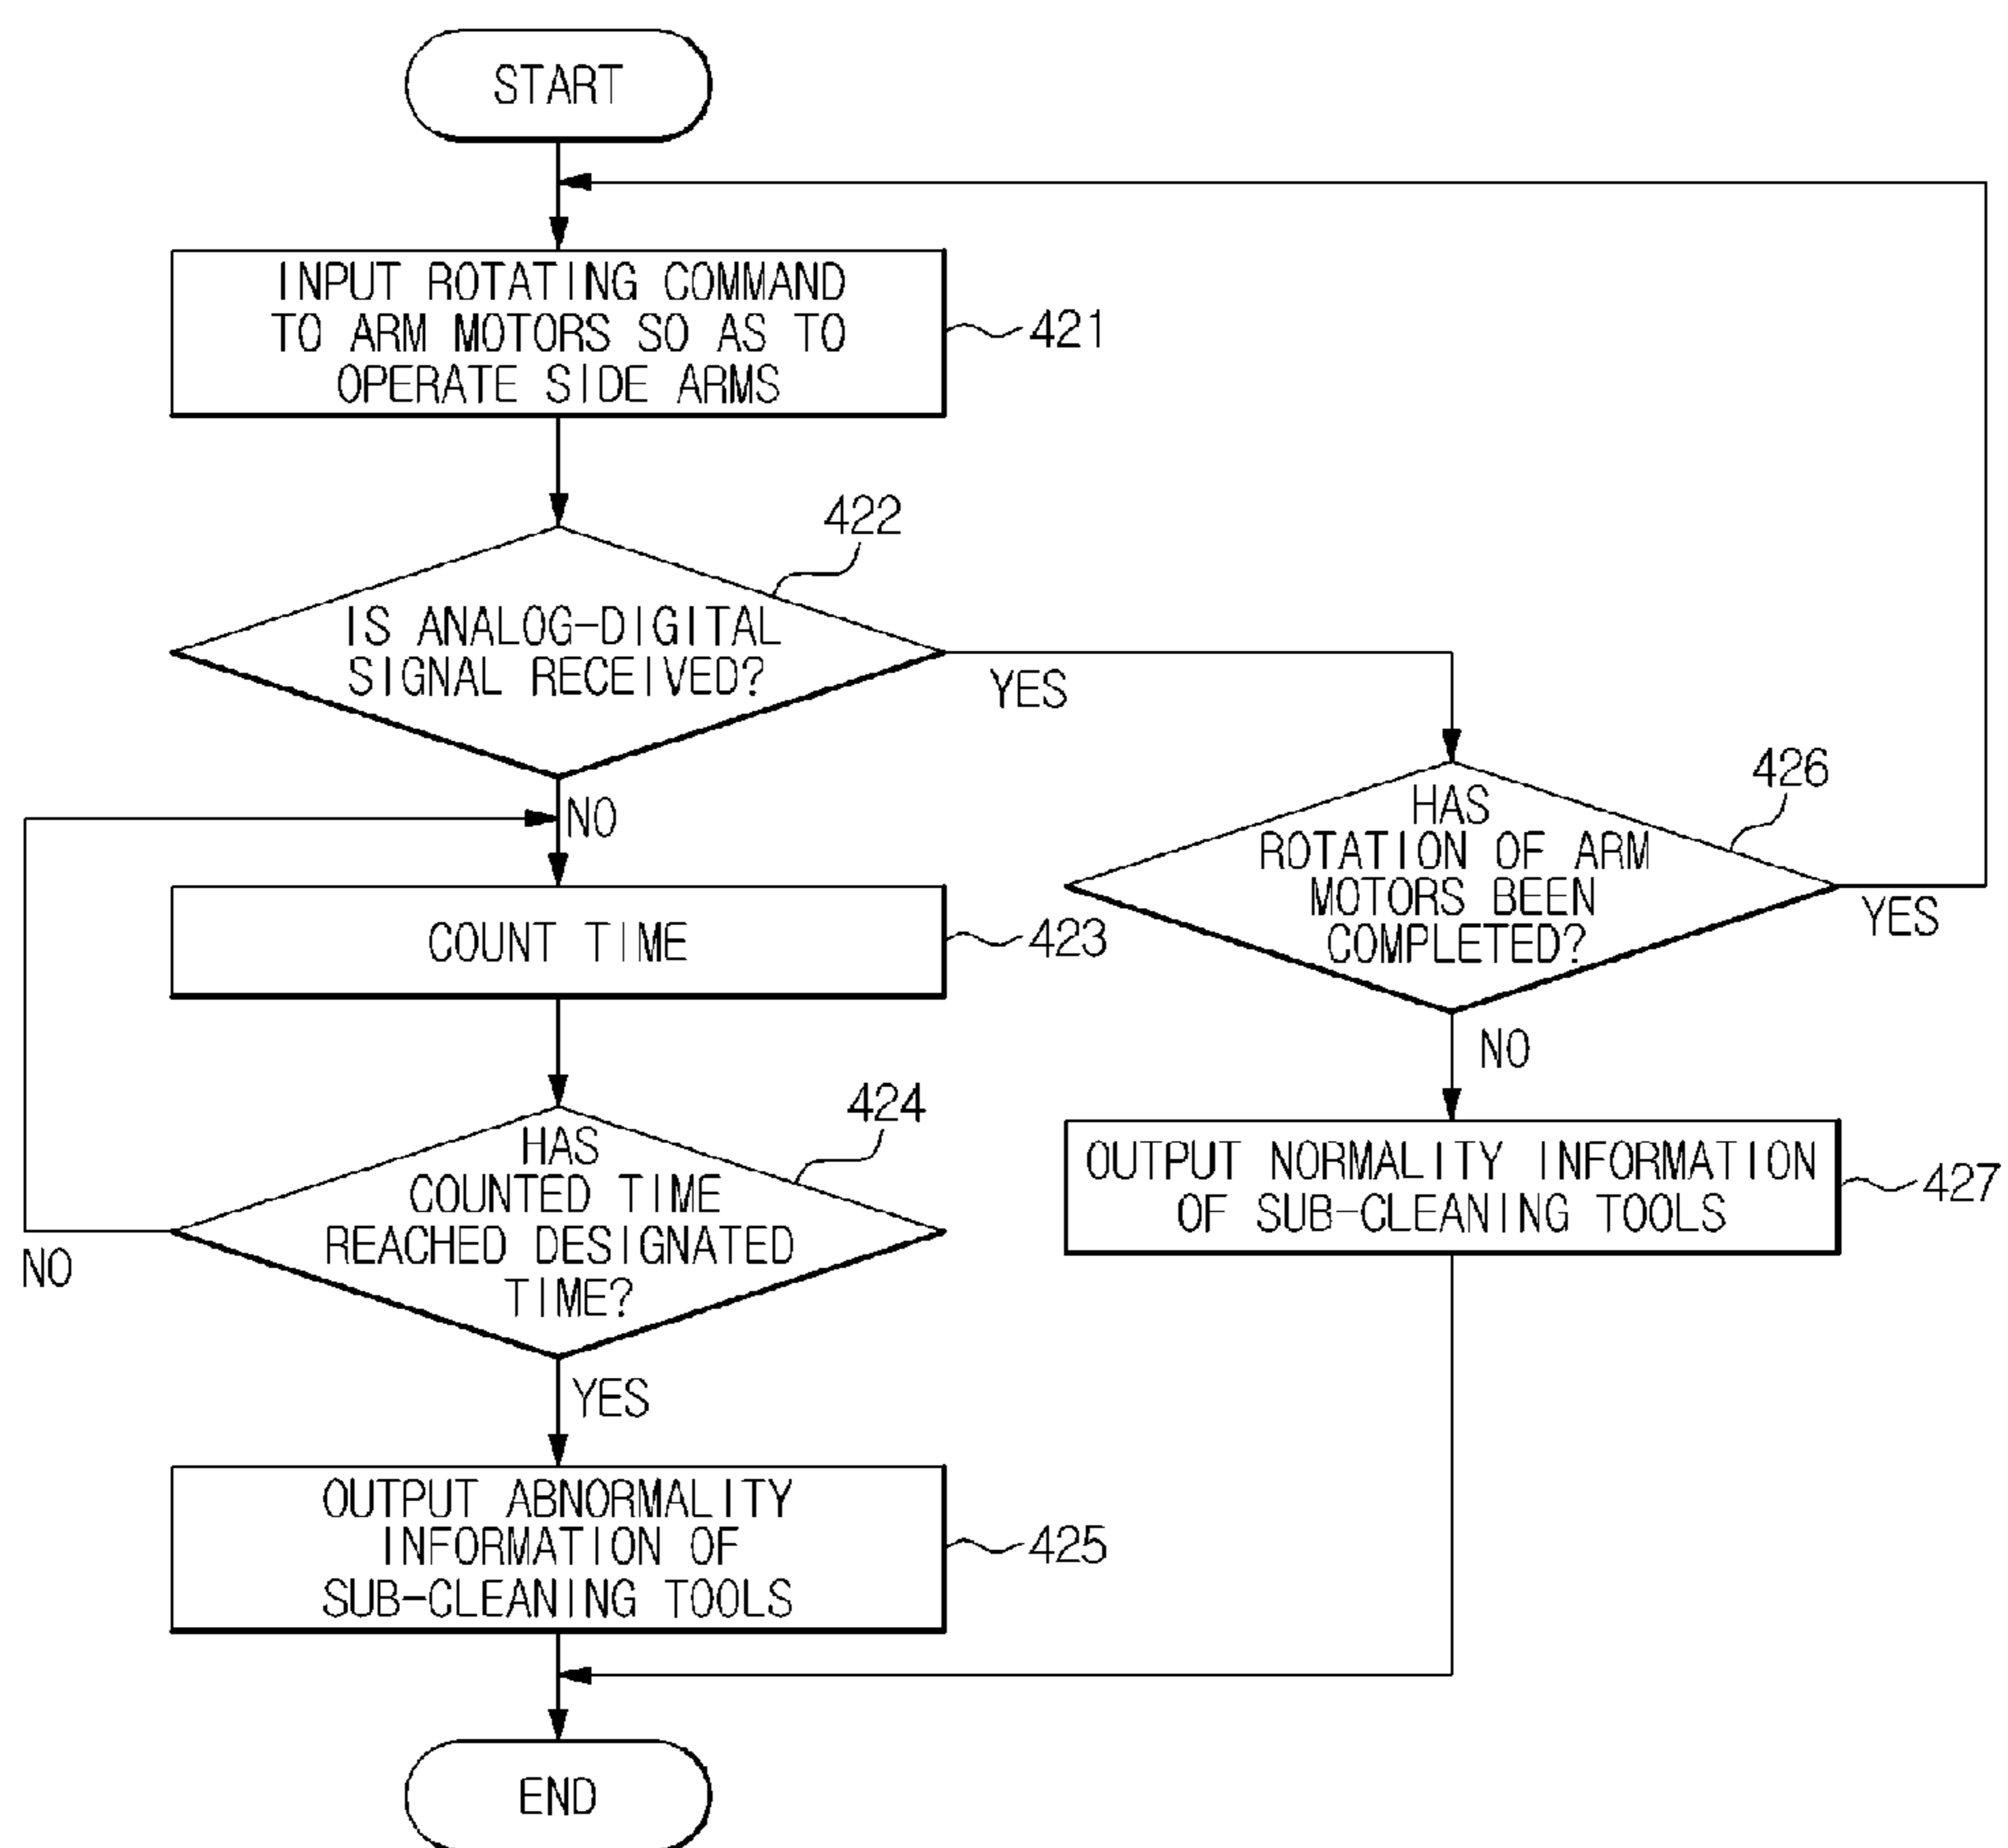 START
INPUT ROTATING COMMAND
TO ARM MOTORS SO AS TO
OPERATE SIDE ARMS
421
422
IS ANALOG-DIGITAL
SIGNAL RECEIVED?
YES
NO
COUNT TIME
423
424
HAS
COUNTED TIME
REACHED DESIGNATED
TIME?
NO
YES
OUTPUT ABNORMALITY
INFORMATION OF
SUB-CLEANING TOOLS
425
426
HAS
ROTATION OF ARM
MOTORS BEEN
COMPLETED?
YES
NO
OUTPUT NORMALITY INFORMATION
OF SUB-CLEANING TOOLS
427
END